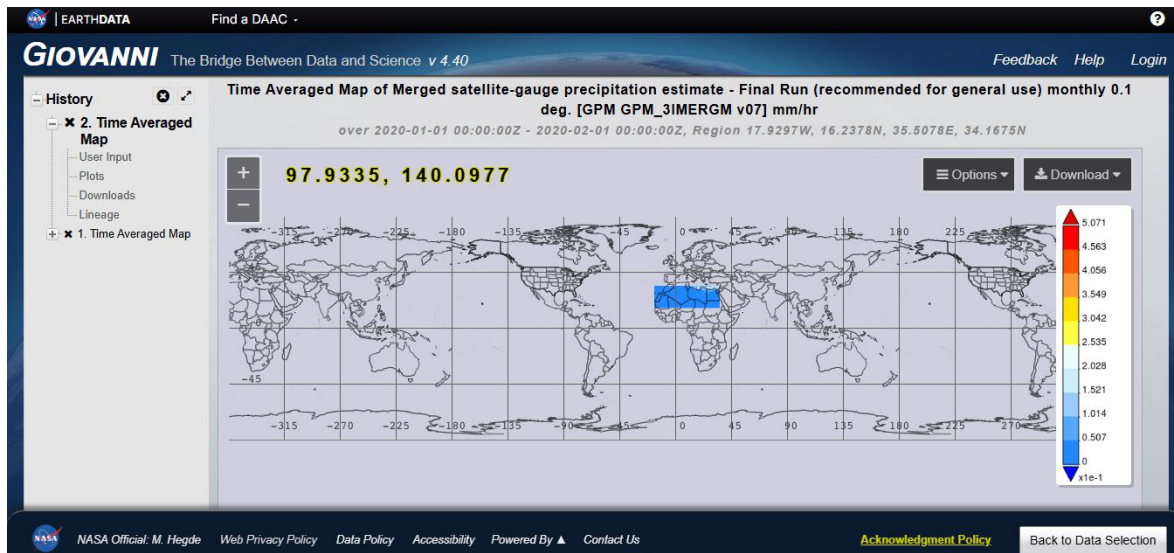 NASA | EARTHDATA Find a DAAC - ?
GIOVANNI The Bridge Between Data and Science v 4.40 Feedback Help Login
History
2. Time Averaged
Map
User Input
Plots
Downloads
Lineage
1. Time Averaged Map
Time Averaged Map of Merged satellite-gauge precipitation estimate - Final Run (recommended for general use) monthly 0.1
deg. [GPM GPM_3IMERGM v07] mm/hr
over 2020-01-01 00:00:00Z - 2020-02-01 00:00:00Z, Region 17.9297W, 16.2378N, 35.5078E, 34.1675N
+ 97.9335, 140.0977 Options Download
−
-315 -225 -180 -135 45 0 45 135 180 225
-45
-315 -270 -225 -180 -135 -90 -45 0 45 90 135 180 225 270
5.071
4.563
4.056
3.549
3.042
2.535
2.028
1.521
1.014
0.507
0
x1e-1
NASA NASA Official: M. Hegde Web Privacy Policy Data Policy Accessibility Powered By ▲ Contact Us Acknowledgment Policy Back to Data Selection